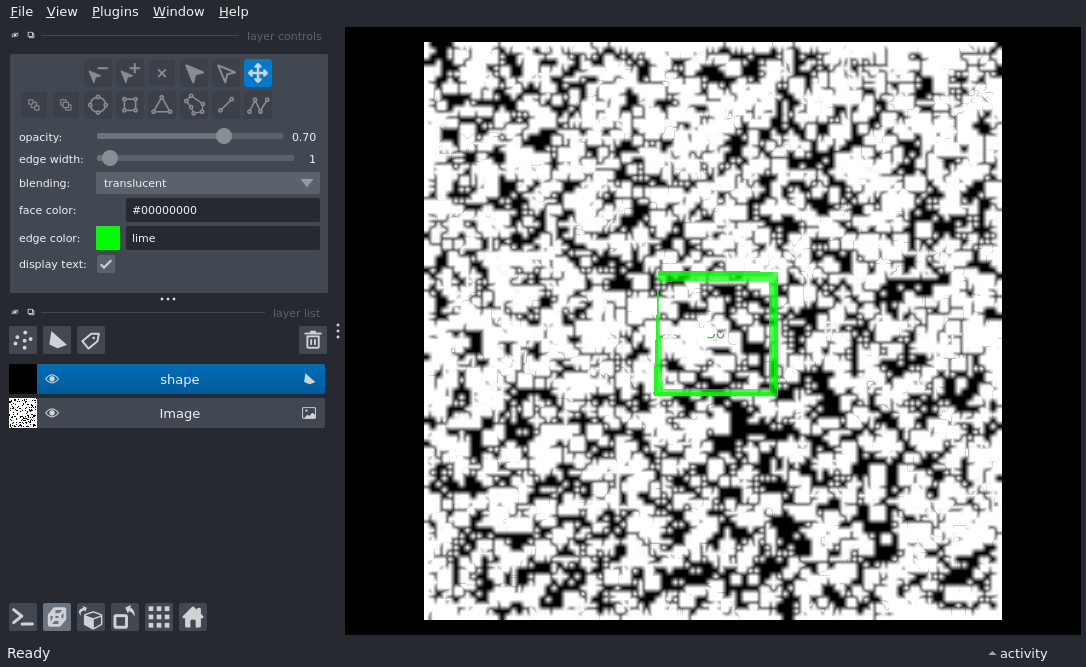 File View Plugins Window Help
layer controls
opacity: 0.70
edge width: 1
blending: translucent
face color: #00000000
edge color: lime
display text:
layer list
shape
Image
Ready
activity